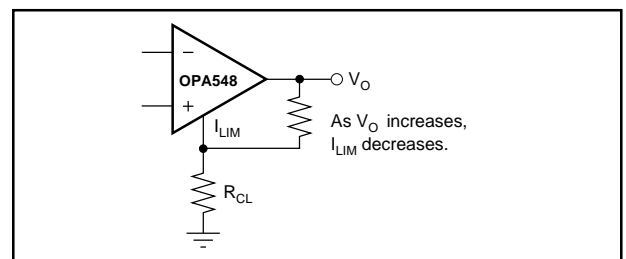 −
OPA548
+
V_O
I_LIM
As V_O increases,
I_LIM decreases.
R_CL